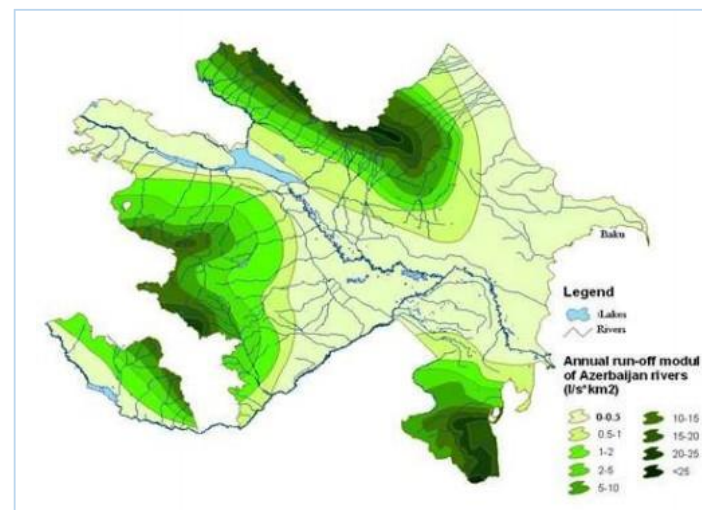 Baku
Legend
Lakes
Rivers
Annual run-off modul
of Azerbaijan rivers
(l/s*km2)
0-0.5
0.5-1
1-2
2-5
5-10
10-15
15-20
20-25
<25